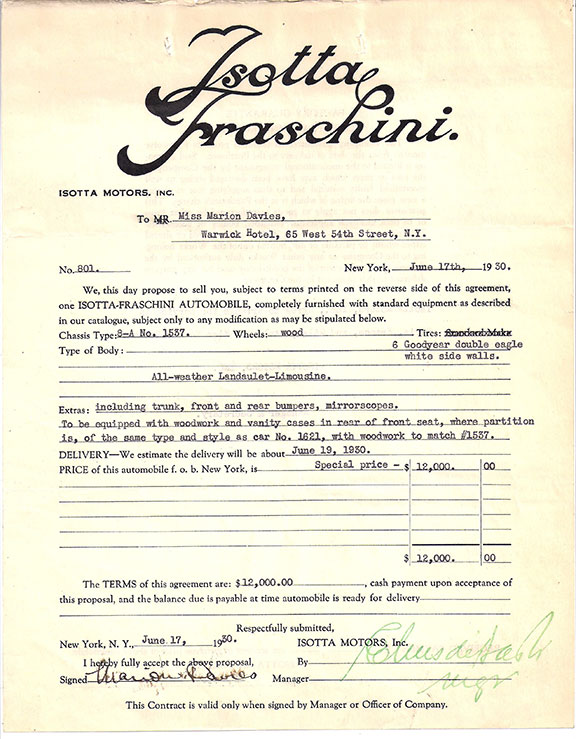 Isotta
Fraschini.
ISOTTA MOTORS, INC.
To MR. Miss Marion Davies,
Warwick Hotel, 65 West 54th Street, N.Y.
No. 801. New York, June 17th, 1930.
We, this day propose to sell you, subject to terms printed on the reverse side of this agreement,
one ISOTTA-FRASCHINI AUTOMOBILE, completely furnished with standard equipment as described
in our catalogue, subject only to any modification as may be stipulated below.
Chassis Type: 8-A No. 1537. Wheels: wood Tires: Standard Make
6 Goodyear double eagle
Type of Body: white side walls.
All-weather Landaulet-Limousine.
Extras: including trunk, front and rear bumpers, mirrorscopes.
To be equipped with woodwork and vanity cases in rear of front seat, where partition
is, of the same type and style as car No. 1621, with woodwork to match #1537.
DELIVERY—We estimate the delivery will be about June 19, 1930.
PRICE of this automobile f. o. b. New York, is Special price - $ 12,000. 00
$ 12,000. 00
The TERMS of this agreement are: $12,000.00, cash payment upon acceptance of
this proposal, and the balance due is payable at time automobile is ready for delivery
Respectfully submitted,
New York, N. Y., June 17, 1930. ISOTTA MOTORS, Inc.
I hereby fully accept the above proposal, By
Signed Marion Davies Manager mgr
This Contract is valid only when signed by Manager or Officer of Company.